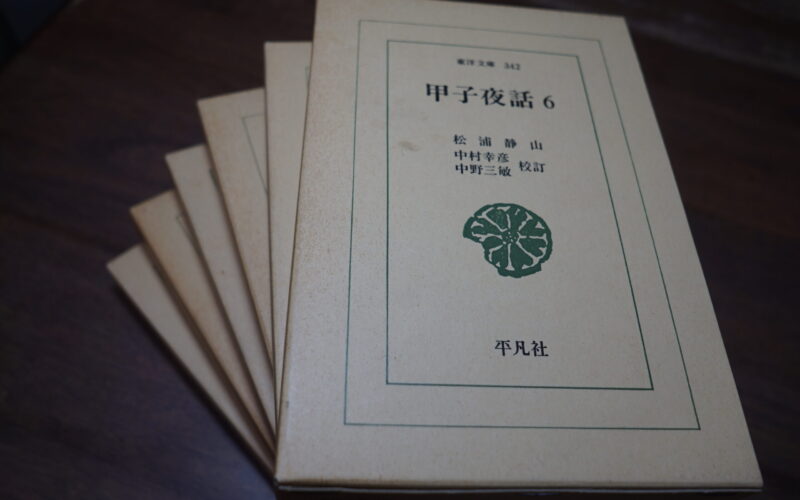 東洋文庫 342
甲子夜話 6
松浦静山
中村幸彦
中野三敏 校訂
平凡社